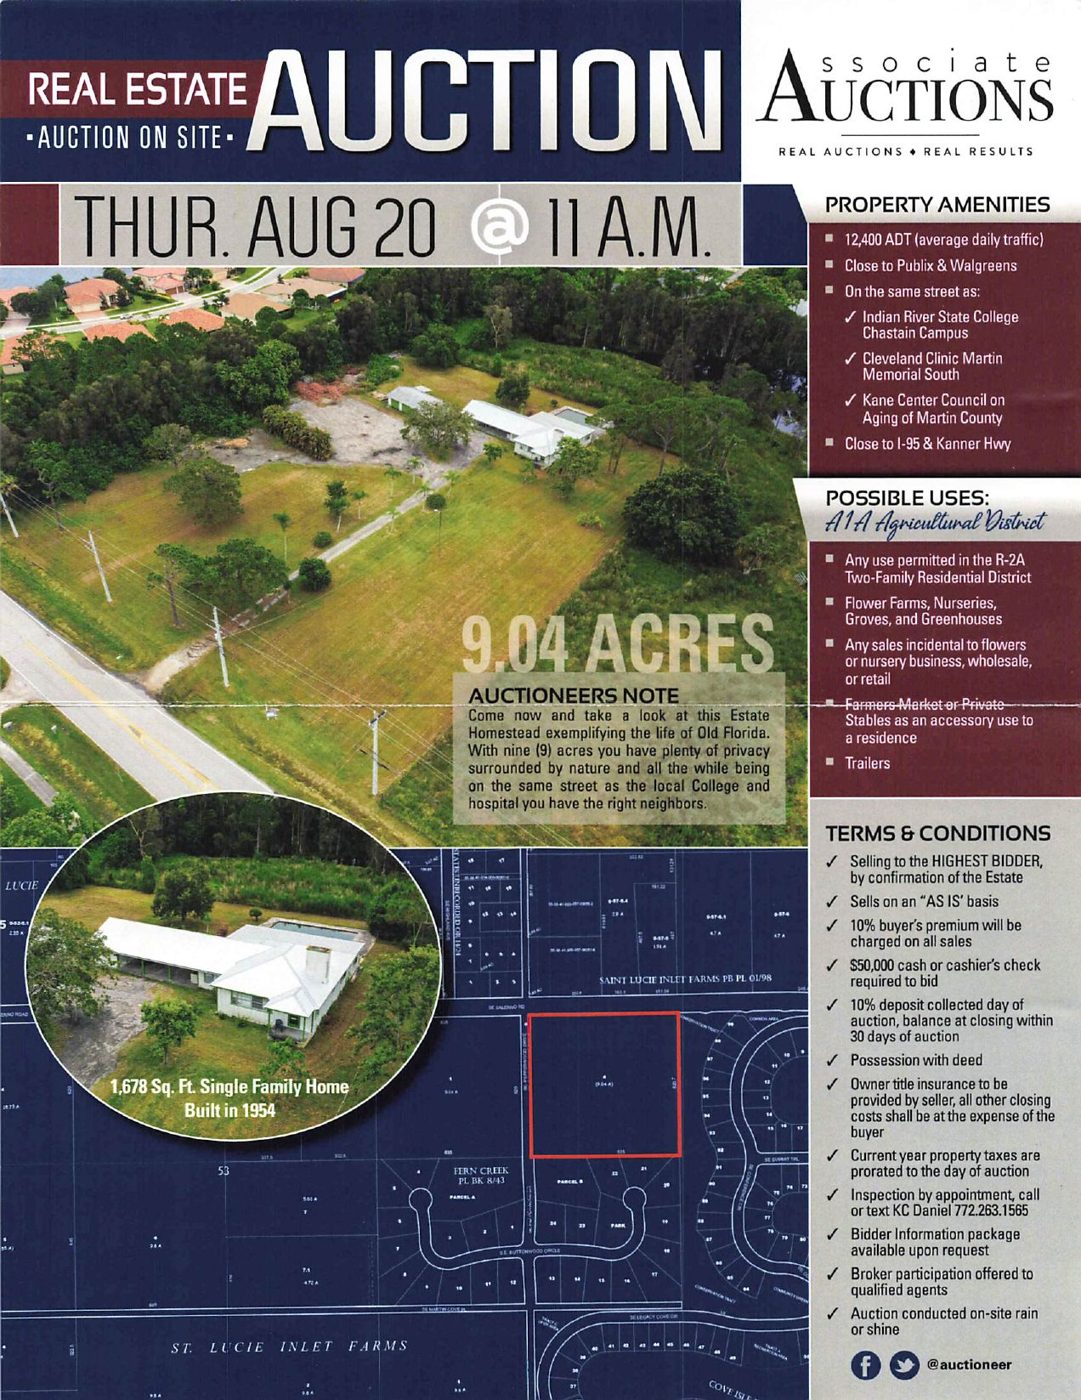 REAL ESTATE
AUCTION
•AUCTION ON SITE•
Associate
AUCTIONS
REAL AUCTIONS ♦ REAL RESULTS
THUR. AUG 20 @ 11 A.M.
PROPERTY AMENITIES
12,400 ADT (average daily traffic)
Close to Publix & Walgreens
On the same street as:
✓ Indian River State College
Chastain Campus
✓ Cleveland Clinic Martin
Memorial South
✓ Kane Center Council on
Aging of Martin County
Close to I-95 & Kanner Hwy
POSSIBLE USES:
A1A Agricultural District
Any use permitted in the R-2A
Two-Family Residential District
Flower Farms, Nurseries,
Groves, and Greenhouses
Any sales incidental to flowers
or nursery business, wholesale,
or retail
Farmers Market or Private
Stables as an accessory use to
a residence
Trailers
9.04 ACRES
AUCTIONEERS NOTE
Come now and take a look at this Estate
Homestead exemplifying the life of Old Florida.
With nine (9) acres you have plenty of privacy
surrounded by nature and all the while being
on the same street as the local College and
hospital you have the right neighbors.
1,678 Sq. Ft. Single Family Home
Built in 1954
TERMS & CONDITIONS
✓ Selling to the HIGHEST BIDDER,
by confirmation of the Estate
✓ Sells on an “AS IS’ basis
✓ 10% buyer's premium will be
charged on all sales
✓ $50,000 cash or cashier's check
required to bid
✓ 10% deposit collected day of
auction, balance at closing within
30 days of auction
✓ Possession with deed
✓ Owner title insurance to be
provided by seller, all other closing
costs shall be at the expense of the
buyer
✓ Current year property taxes are
prorated to the day of auction
✓ Inspection by appointment, call
or text KC Daniel 772.263.1565
✓ Bidder Information package
available upon request
✓ Broker participation offered to
qualified agents
✓ Auction conducted on-site rain
or shine
@auctioneer
LUCIE
SAINT LUCIE INLET FARMS PB PL 01/98
SE SALERNO RD
53
FERN CREEK
PL BK 8/43
PARCEL A
PARCEL B
PARK
S.E. BUTTONWOOD CIRCLE
ST. LUCIE INLET FARMS